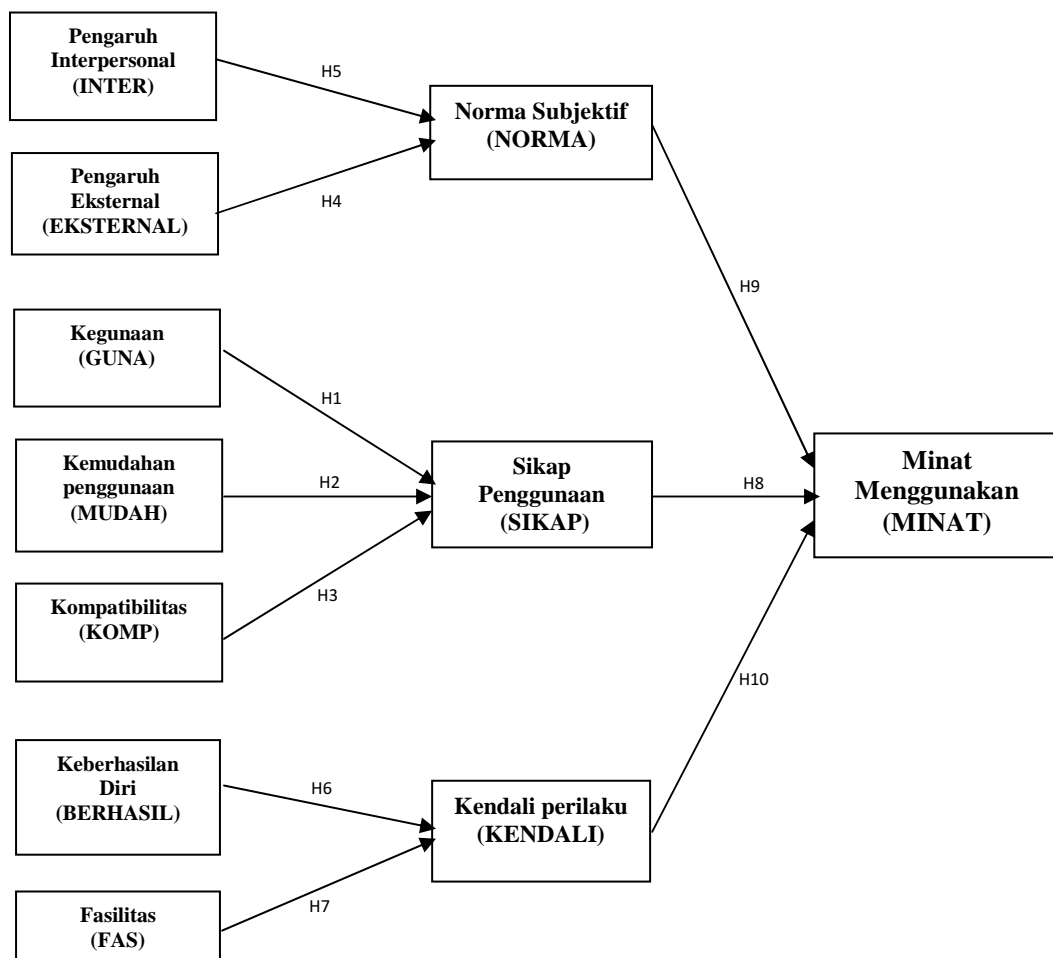 Pengaruh
Interpersonal
(INTER)
H5
Norma Subjektif
(NORMA)
Pengaruh
Eksternal
(EKSTERNAL)
H4
H9
Kegunaan
(GUNA)
H1
Kemudahan
penggunaan
(MUDAH)
H2
Sikap
Penggunaan
(SIKAP)
H8
Minat
Menggunakan
(MINAT)
Kompatibilitas
(KOMP)
H3
H10
Keberhasilan
Diri
(BERHASIL)
H6
Kendali perilaku
(KENDALI)
Fasilitas
(FAS)
H7